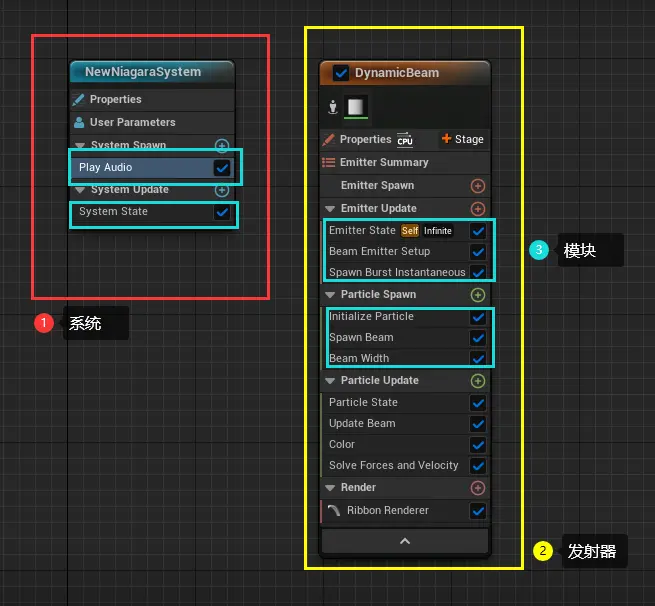 NewNiagaraSystem
Properties
User Parameters
System Spawn
Play Audio
System Update
System State
1 系统
DynamicBeam
Properties CPU + Stage
Emitter Summary
Emitter Spawn
Emitter Update
Emitter State Self Infinite
Beam Emitter Setup
Spawn Burst Instantaneous
Particle Spawn
Initialize Particle
Spawn Beam
Beam Width
Particle Update
Particle State
Update Beam
Color
Solve Forces and Velocity
Render
Ribbon Renderer
3 模块
2 发射器